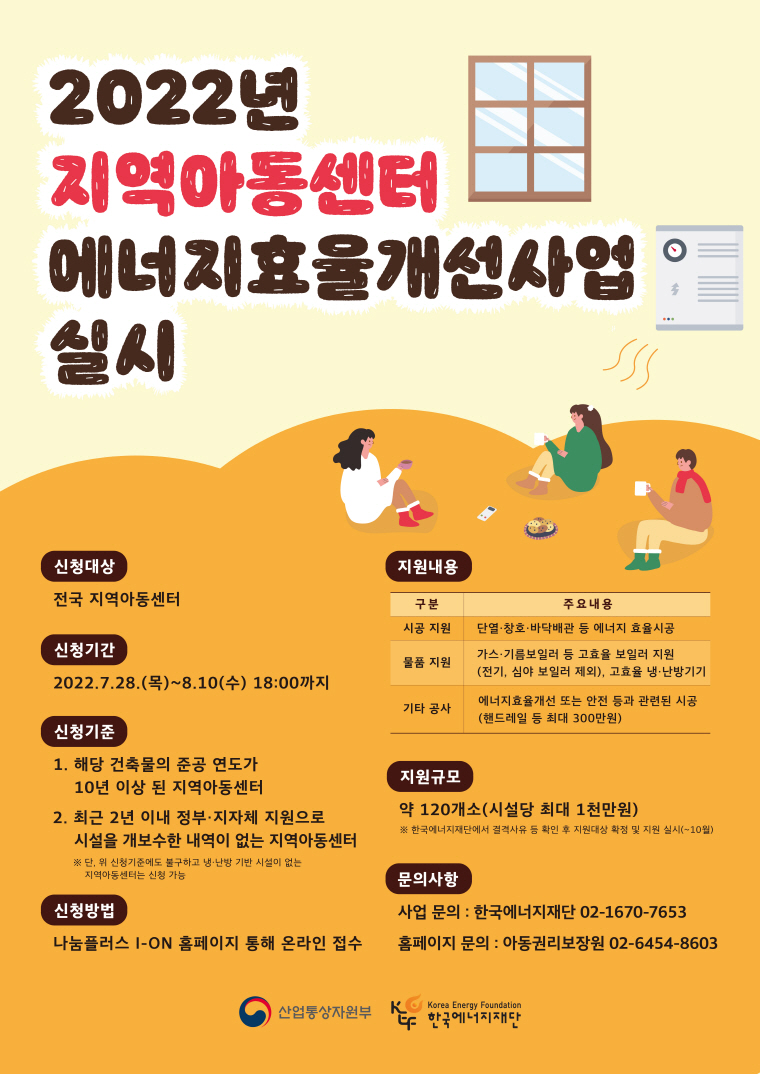 2022년
지역아동센터
에너지효율개선사업
실시
신청대상
전국 지역아동센터
신청기간
2022.7.28.(목)~8.10(수) 18:00까지
신청기준
1. 해당 건축물의 준공 연도가
10년 이상 된 지역아동센터
2. 최근 2년 이내 정부·지자체 지원으로
시설을 개보수한 내역이 없는 지역아동센터
※ 단, 위 신청기준에도 불구하고 냉·난방 기반 시설이 없는
지역아동센터는 신청 가능
신청방법
나눔플러스 I-ON 홈페이지 통해 온라인 접수
지원내용
구분 주요내용
시공 지원 단열·창호·바닥배관 등 에너지 효율시공
물품 지원 가스·기름보일러 등 고효율 보일러 지원
(전기, 심야 보일러 제외), 고효율 냉·난방기기
기타 공사 에너지효율개선 또는 안전 등과 관련된 시공
(핸드레일 등 최대 300만원)
지원규모
약 120개소(시설당 최대 1천만원)
※ 한국에너지재단에서 결격사유 등 확인 후 지원대상 확정 및 지원 실시(~10월)
문의사항
사업 문의 : 한국에너지재단 02-1670-7653
홈페이지 문의 : 아동권리보장원 02-6454-8603
산업통상자원부
KEF
Korea Energy Foundation
한국에너지재단